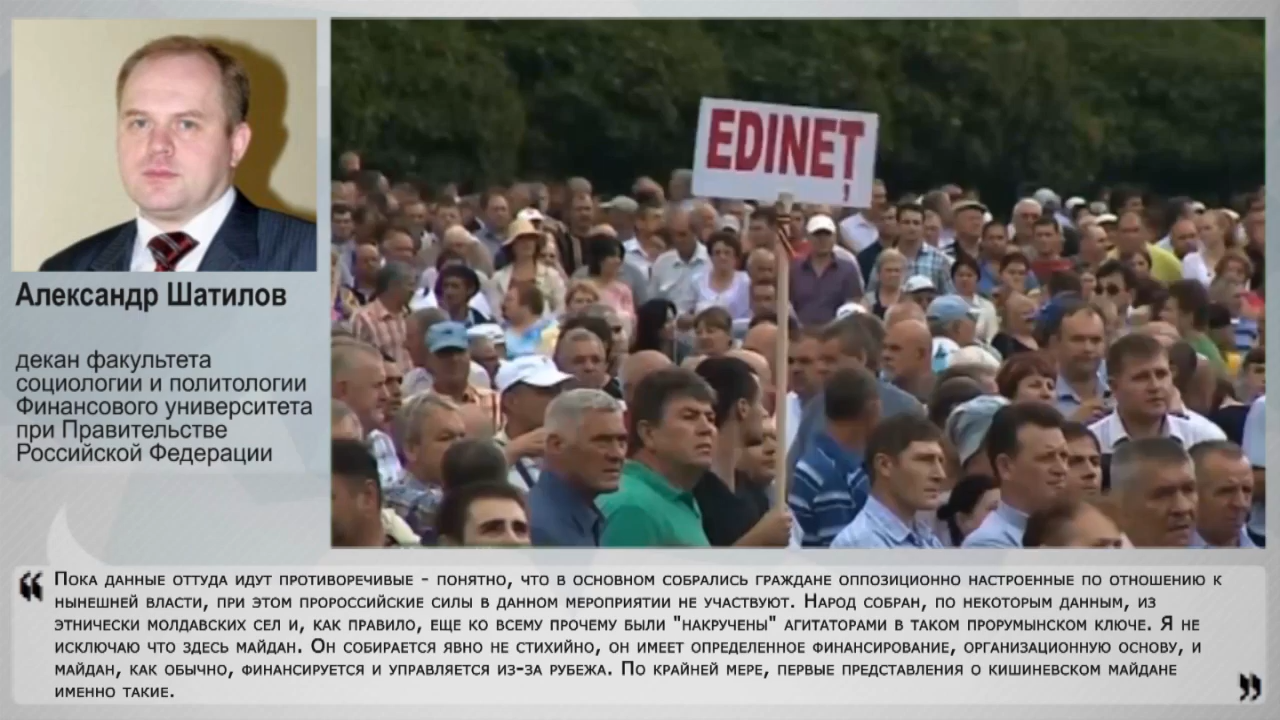 EDINEȚ
Александр Шатилов
декан факультета
социологии и политологии
Финансового университета
при Правительстве
Российской Федерации
“ Пока данные оттуда идут противоречивые - понятно, что в основном собрались граждане оппозиционно настроенные по отношению к
нынешней власти, при этом пророссийские силы в данном мероприятии не участвуют. Народ собран, по некоторым данным, из
этнически молдавских сел и, как правило, еще ко всему прочему были "накручены" агитаторами в таком прорумынском ключе. Я не
исключаю что здесь майдан. Он собирается явно не стихийно, он имеет определенное финансирование, организационную основу, и
майдан, как обычно, финансируется и управляется из-за рубежа. По крайней мере, первые представления о кишиневском майдане
именно такие. ”